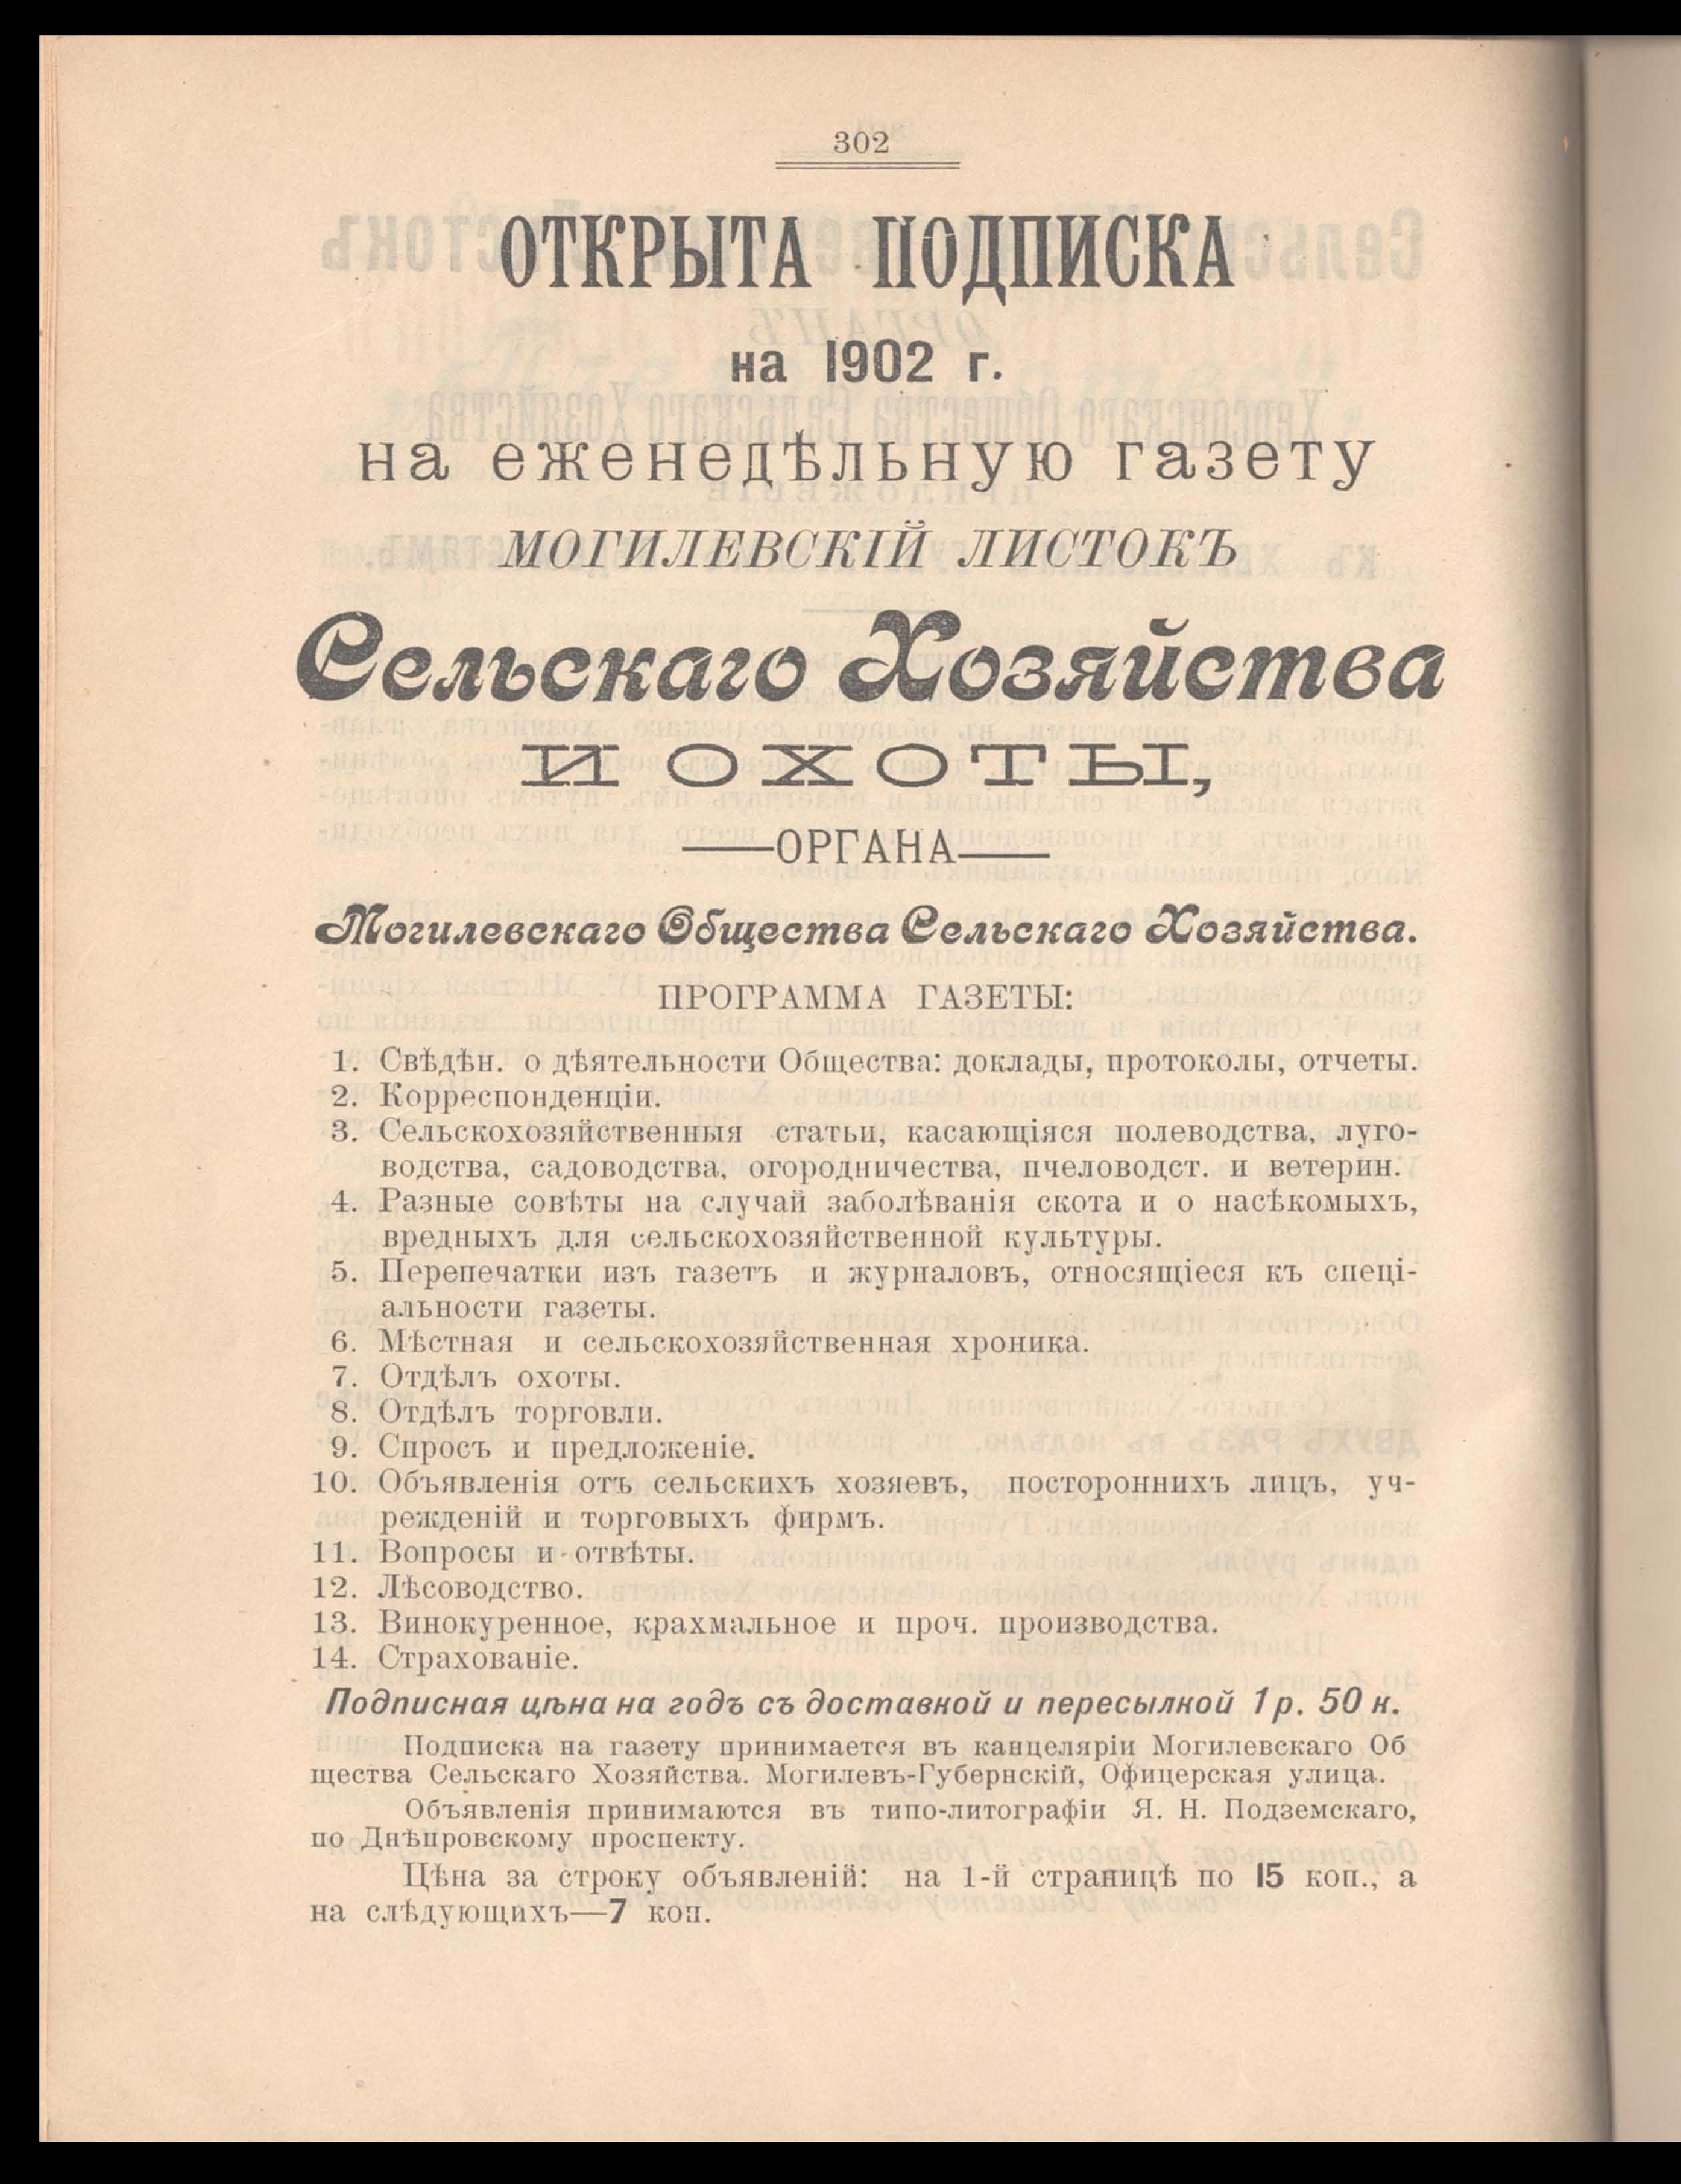 302
ОТКРЫТА ПОДПИСКА
на 1902 г.
на еженедѣльную газету
МОГИЛЕВСКІЙ ЛИСТОКЪ
Сельскаго Хозяйства
И ОХОТЫ,
—ОРГАНА—
Могилевскаго Общества Сельскаго Хозяйства.
ПРОГРАММА ГАЗЕТЫ:
1. Свѣдѣн. о дѣятельности Общества: доклады, протоколы, отчеты.
2. Корреспонденціи.
3. Сельскохозяйственныя статьи, касающіяся полеводства, луго-
водства, садоводства, огородничества, пчеловодст. и ветерин.
4. Разные совѣты на случай заболѣванія скота и о насѣкомыхъ,
вредныхъ для сельскохозяйственной культуры.
5. Перепечатки изъ газетъ и журналовъ, относящіеся къ спеці-
альности газеты.
6. Мѣстная и сельскохозяйственная хроника.
7. Отдѣлъ охоты.
8. Отдѣлъ торговли.
9. Спросъ и предложеніе.
10. Объявленія отъ сельскихъ хозяевъ, постороннихъ лицъ, уч-
режденій и торговыхъ фирмъ.
11. Вопросы и отвѣты.
12. Лѣсоводство.
13. Винокуренное, крахмальное и проч. производства.
14. Страхованіе.
Подписная цѣна на годъ съ доставкой и пересылкой 1 р. 50 к.
Подписка на газету принимается въ канцеляріи Могилевскаго Об
щества Сельскаго Хозяйства. Могилевъ-Губернскій, Офицерская улица.
Объявленія принимаются въ типо-литографіи Я. Н. Подземскаго,
по Днѣпровскому проспекту.
Цѣна за строку объявленій: на 1-й страницѣ по 15 коп., а
на слѣдующихъ—7 коп.